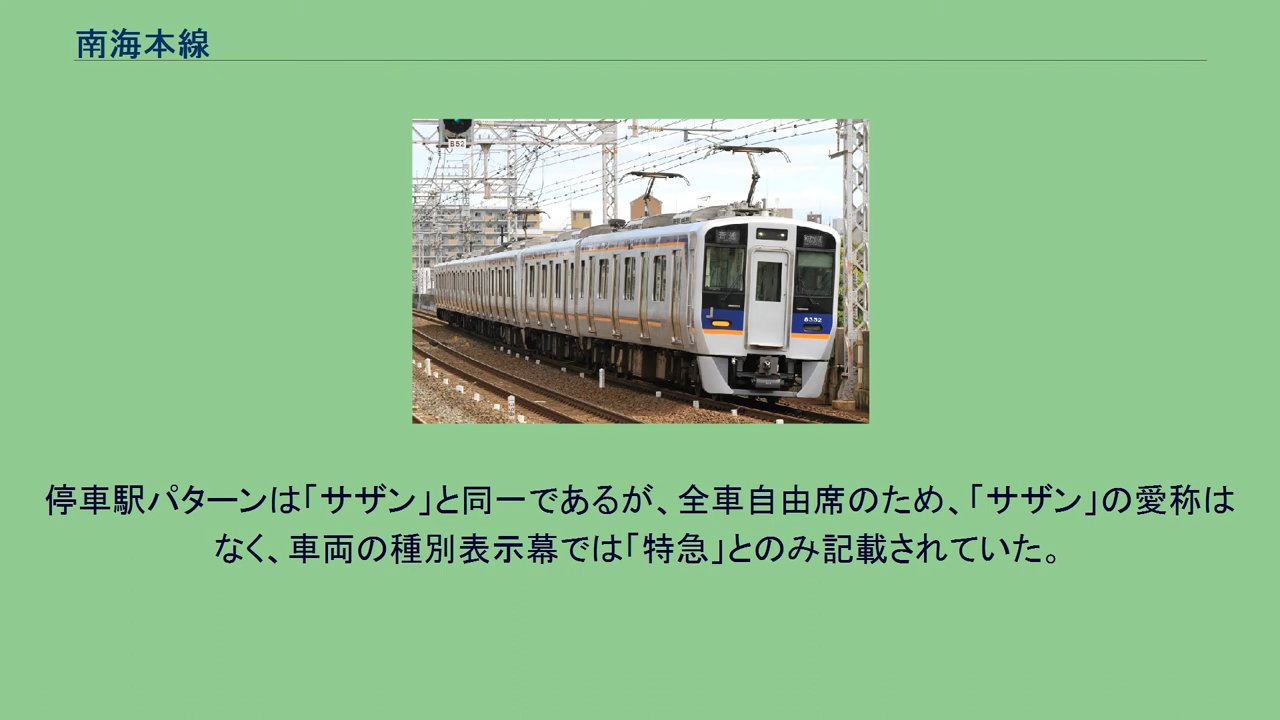 南海本線
B52
8352
停車駅パターンは「サザン」と同一であるが、全車自由席のため、「サザン」の愛称は
なく、車両の種別表示幕では「特急」とのみ記載されていた。